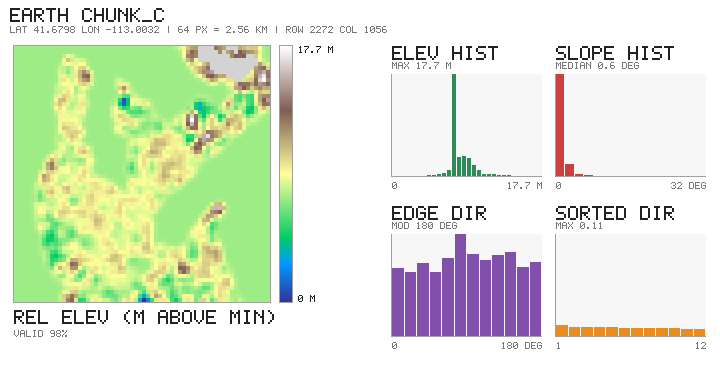 EARTH CHUNK_C
LAT 41.6798 LON -113.0032 | 64 PX = 2.56 KM | ROW 2272 COL 1056
17.7 M
0 M
REL ELEV (M ABOVE MIN)
VALID 98%
ELEV HIST
MAX 17.7 M
0 17.7 M
SLOPE HIST
MEDIAN 0.6 DEG
0 32 DEG
EDGE DIR
MOD 180 DEG
0 180 DEG
SORTED DIR
MAX 0.11
1 12